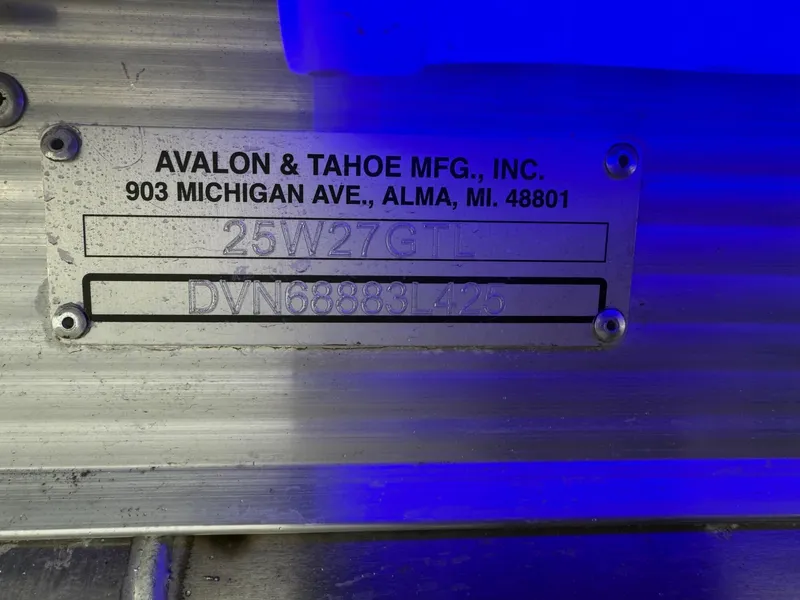 AVALON & TAHOE MFG., INC.
903 MICHIGAN AVE., ALMA, MI. 48801
25W27GTL
DVN68883L425